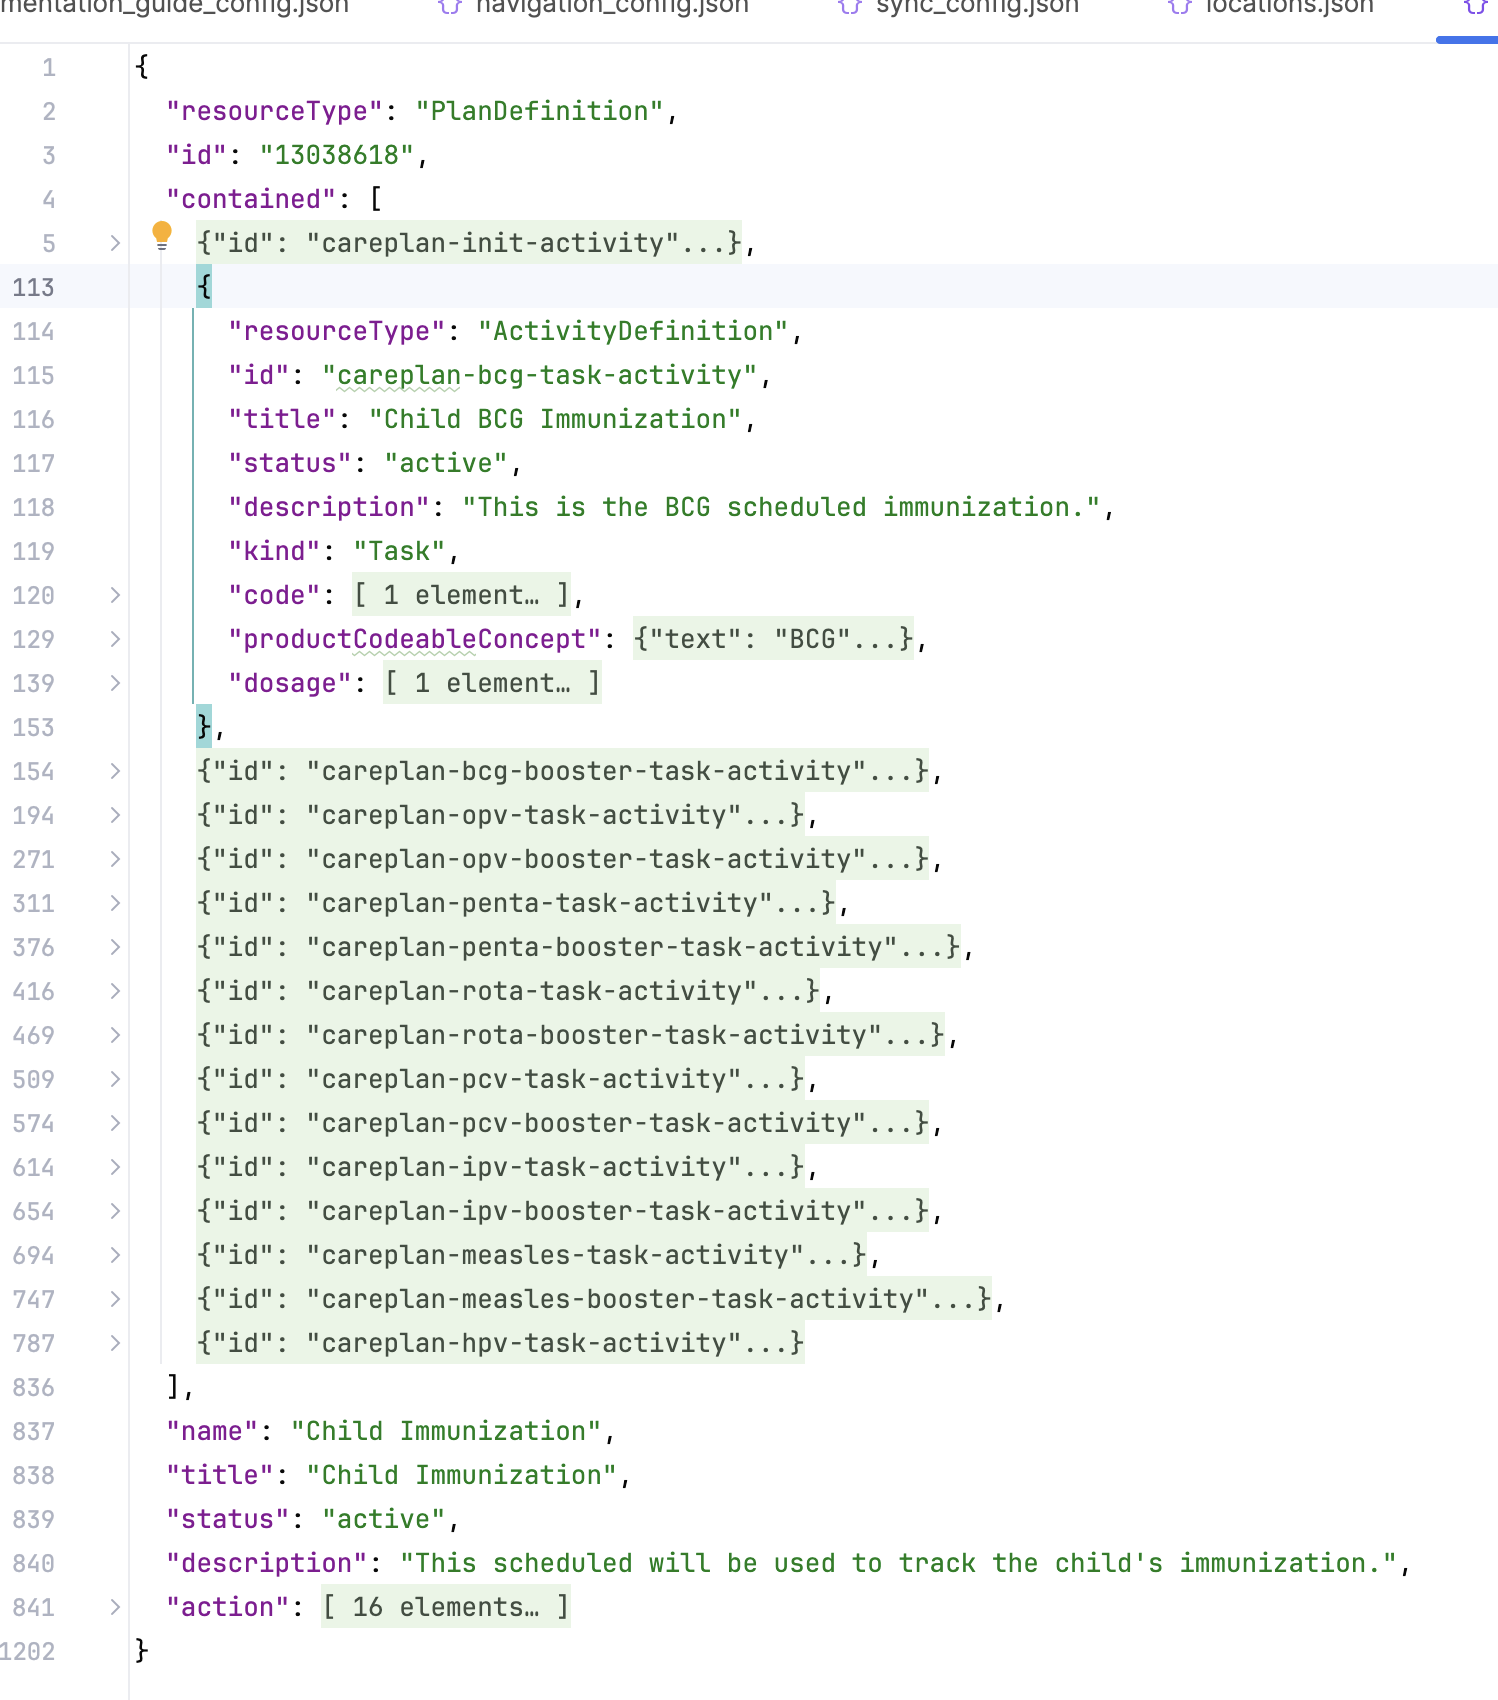 mentation_guide_config.json {} navigation_config.json {} sync_config.json {} locations.json {}
1 {
2 "resourceType": "PlanDefinition",
3 "id": "13038618",
4 "contained": [
5 {"id": "careplan-init-activity"...},
113 {
114 "resourceType": "ActivityDefinition",
115 "id": "careplan-bcg-task-activity",
116 "title": "Child BCG Immunization",
117 "status": "active",
118 "description": "This is the BCG scheduled immunization.",
119 "kind": "Task",
120 "code": [ 1 element… ],
129 "productCodeableConcept": {"text": "BCG"...},
139 "dosage": [ 1 element… ]
153 },
154 {"id": "careplan-bcg-booster-task-activity"...},
194 {"id": "careplan-opv-task-activity"...},
271 {"id": "careplan-opv-booster-task-activity"...},
311 {"id": "careplan-penta-task-activity"...},
376 {"id": "careplan-penta-booster-task-activity"...},
416 {"id": "careplan-rota-task-activity"...},
469 {"id": "careplan-rota-booster-task-activity"...},
509 {"id": "careplan-pcv-task-activity"...},
574 {"id": "careplan-pcv-booster-task-activity"...},
614 {"id": "careplan-ipv-task-activity"...},
654 {"id": "careplan-ipv-booster-task-activity"...},
694 {"id": "careplan-measles-task-activity"...},
747 {"id": "careplan-measles-booster-task-activity"...},
787 {"id": "careplan-hpv-task-activity"...}
836 ],
837 "name": "Child Immunization",
838 "title": "Child Immunization",
839 "status": "active",
840 "description": "This scheduled will be used to track the child's immunization.",
841 "action": [ 16 elements… ]
1202 }